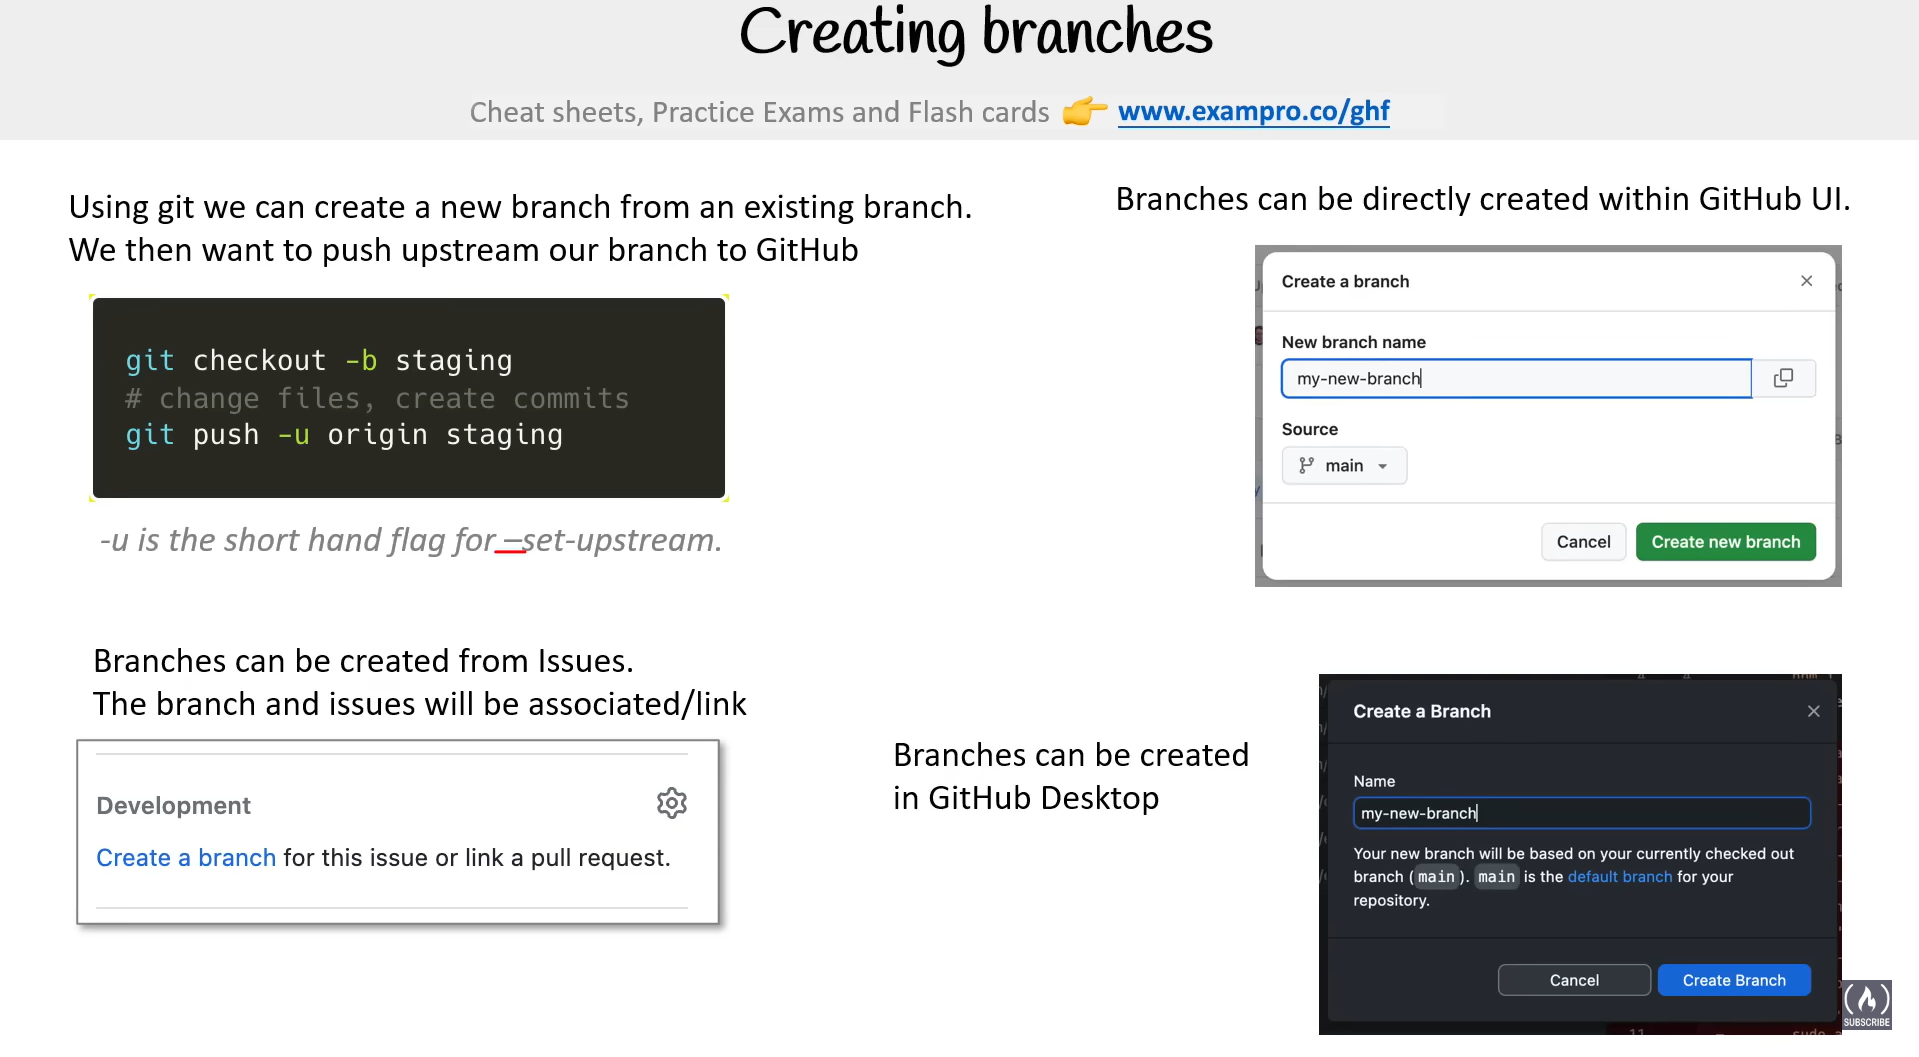 Creating branches
Cheat sheets, Practice Exams and Flash cards 👉 www.exampro.co/ghf
Using git we can create a new branch from an existing branch.
We then want to push upstream our branch to GitHub
git checkout -b staging
# change files, create commits
git push -u origin staging
-u is the short hand flag for –set-upstream.
Branches can be directly created within GitHub UI.
Create a branch
New branch name
my-new-branch
Source
main
Cancel
Create new branch
Branches can be created from Issues.
The branch and issues will be associated/link
Development
Create a branch for this issue or link a pull request.
Branches can be created
in GitHub Desktop
Create a Branch
Name
my-new-branch
Your new branch will be based on your currently checked out
branch (main). main is the default branch for your
repository.
Cancel
Create Branch
SUBSCRIBE